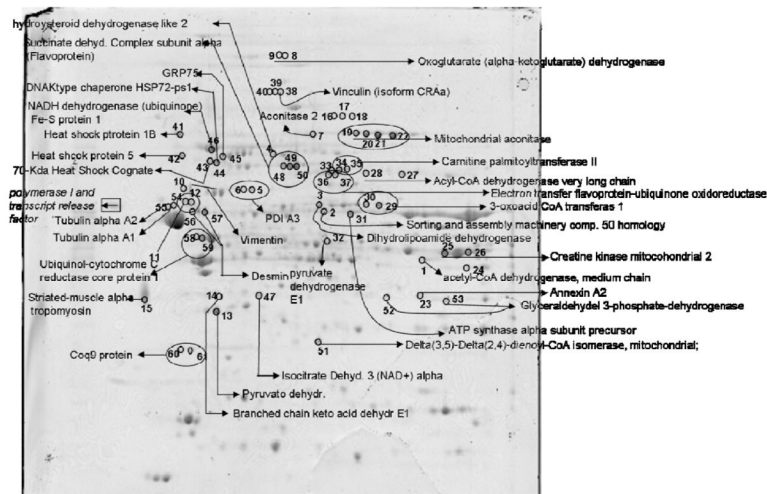 hydroysteroid dehydrogenase like 2
Succinate dehyd. Complex subunit alpha
(Flavoprotein)
9 8
Oxoglutarate (alpha-ketoglutarate) dehydrogenase
GRP75
39
40 38
Vinculin (isoform CRAa)
DNAKtype chaperone HSP72-ps1
NADH dehydrogenase (ubiquinone)
Fe-S protein 1
17
16 18
Aconitase 2
7
19 20 21 22
Mitochondrial aconitase
Heat shock ptrotein 1B
41
46
4
Heat shock protein 5
42
43 44 45
48 49 50
33 34 35
36 37
28 27
Carnitine palmitoyltransferase II
70-Kda Heat Shock Cognate
Acyl-CoA dehydrogenase very long chain
polymerase I and
transcript release
factor
10
12
54
55
56
57
6 5
3
2
30
29
31
Electron transfer flavoprotein-ubiquinone oxidoreductase
3-oxoacid CoA transferas 1
PDI A3
Tubulin alpha A2
Sorting and assembly machinery comp. 50 homology
Tubulin alpha A1
58 59
Vimentin
32
Dihydrolipoamide dehydrogenase
11
25 26
Creatine kinase mitocohondrial 2
Ubiquinol-cytochrome C
reductase core protein 1
Desmin
pyruvate
dehydrogenase
E1
1
24
acetyl-CoA dehydrogenase, medium chain
Striated-muscle alpha
tropomyosin
15
14
13
47
52
23
53
Annexin A2
Glyceraldehydel 3-phosphate-dehydrogenase
ATP synthase alpha subunit precursor
51
Delta(3,5)-Delta(2,4)-dienoyl-CoA isomerase, mitochondrial;
Coq9 protein
60 61
Isocitrate Dehyd. 3 (NAD+) alpha
Pyruvato dehydr.
Branched chain keto acid dehydr E1